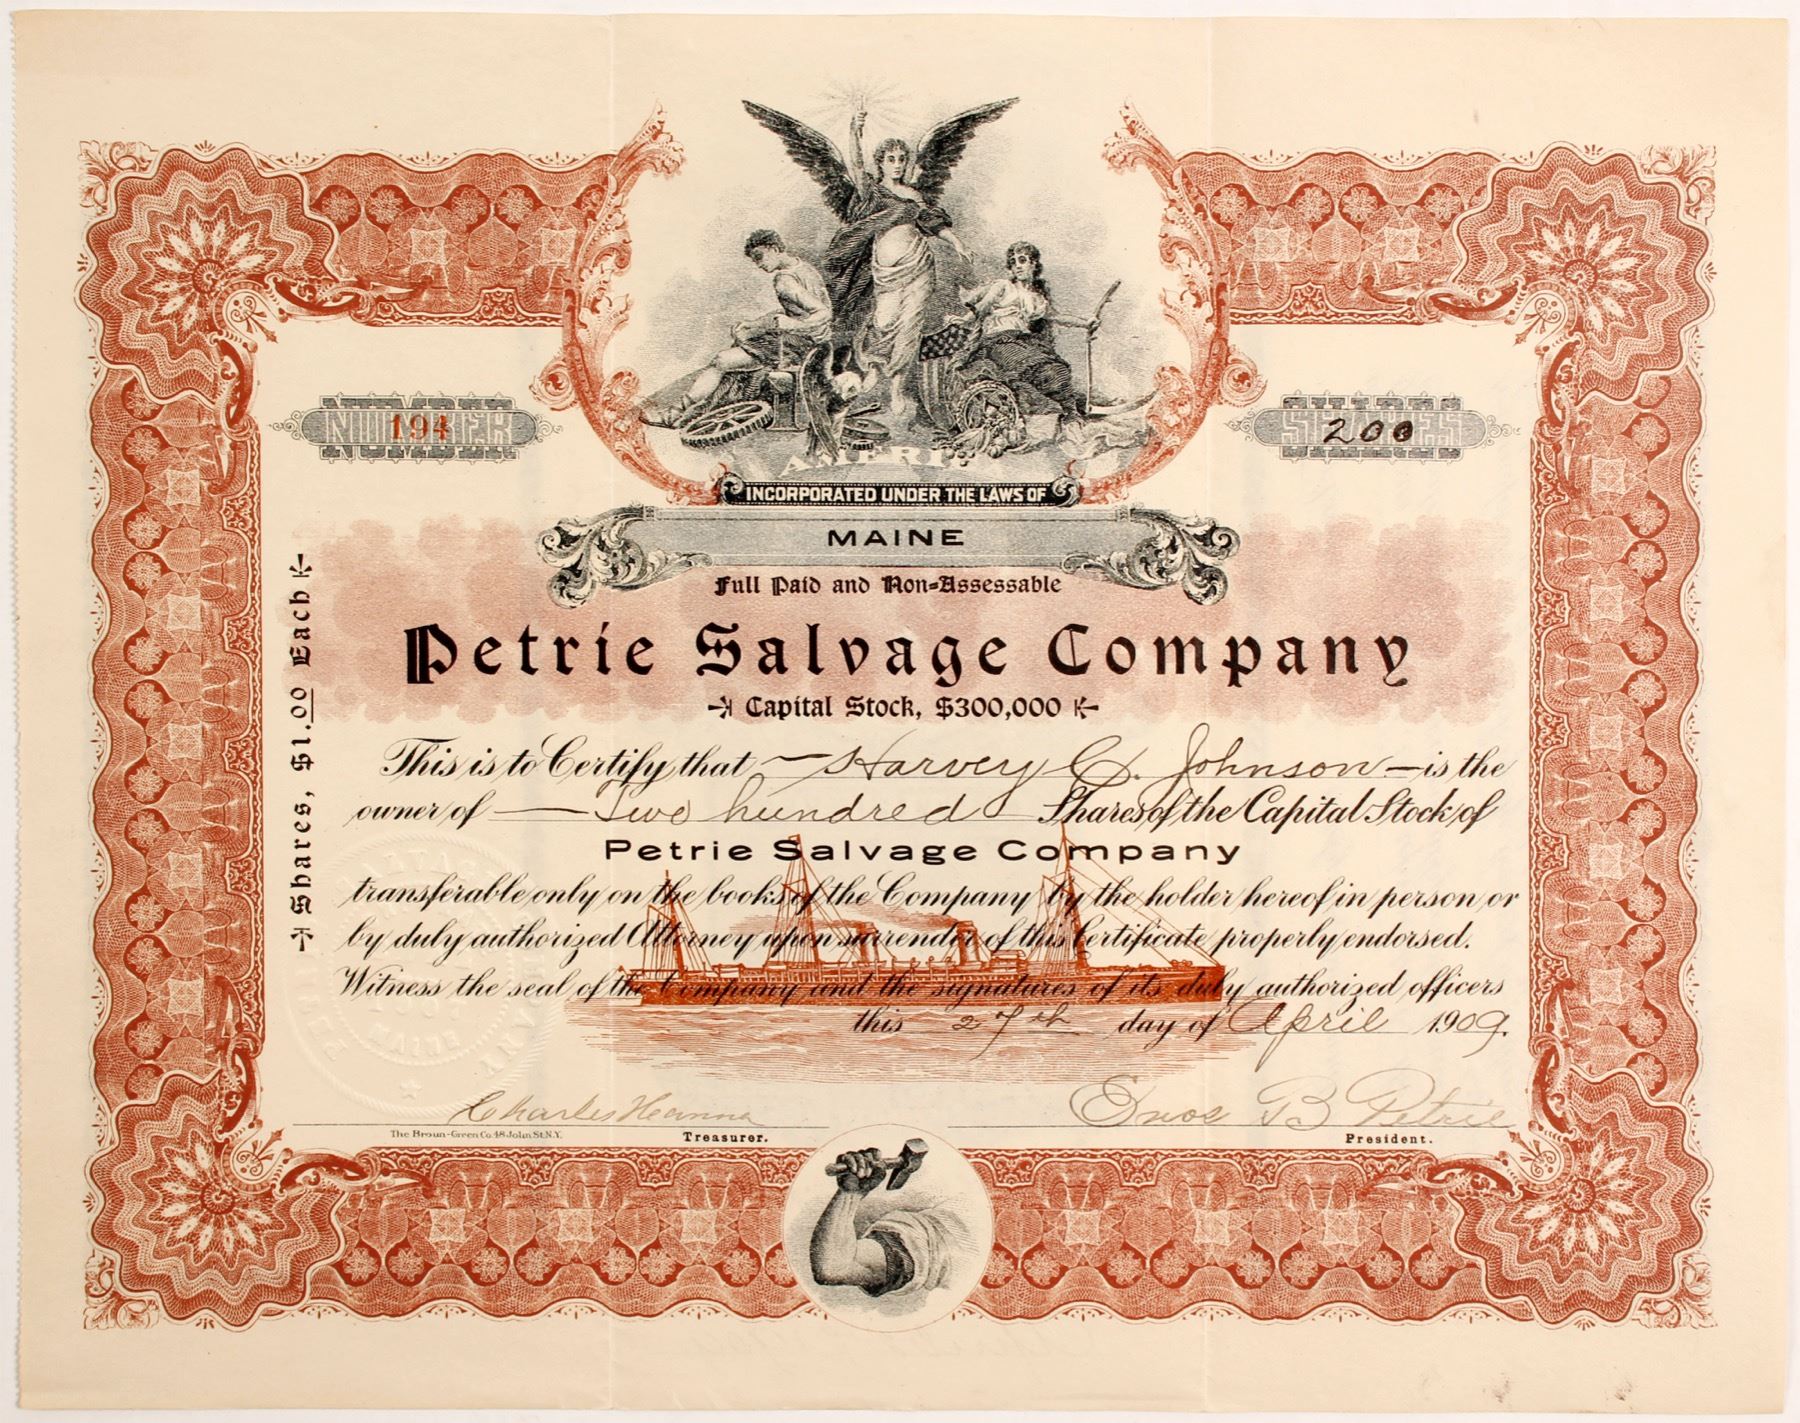 NUMBER
194
SHARES
200
AMERI
INCORPORATED UNDER THE LAWS OF
MAINE
Full Paid and Non-Assessable
Petrie Salvage Company
Capital Stock, $300,000
Shares, $1.00 Each
This is to Certify that Harvey C. Johnson is the
owner of Two hundred Shares of the Capital Stock of
Petrie Salvage Company
transferable only on the books of the Company by the holder hereof in person or
by duly authorized Attorney upon surrender of this Certificate properly endorsed.
Witness the seal of the Company and the signatures of its duly authorized officers
this 27th day of April 1909.
MAINE
Charles Hanna
Enos B Petrie
The Broun-Green Co. 48 John St. N.Y.
Treasurer.
President.